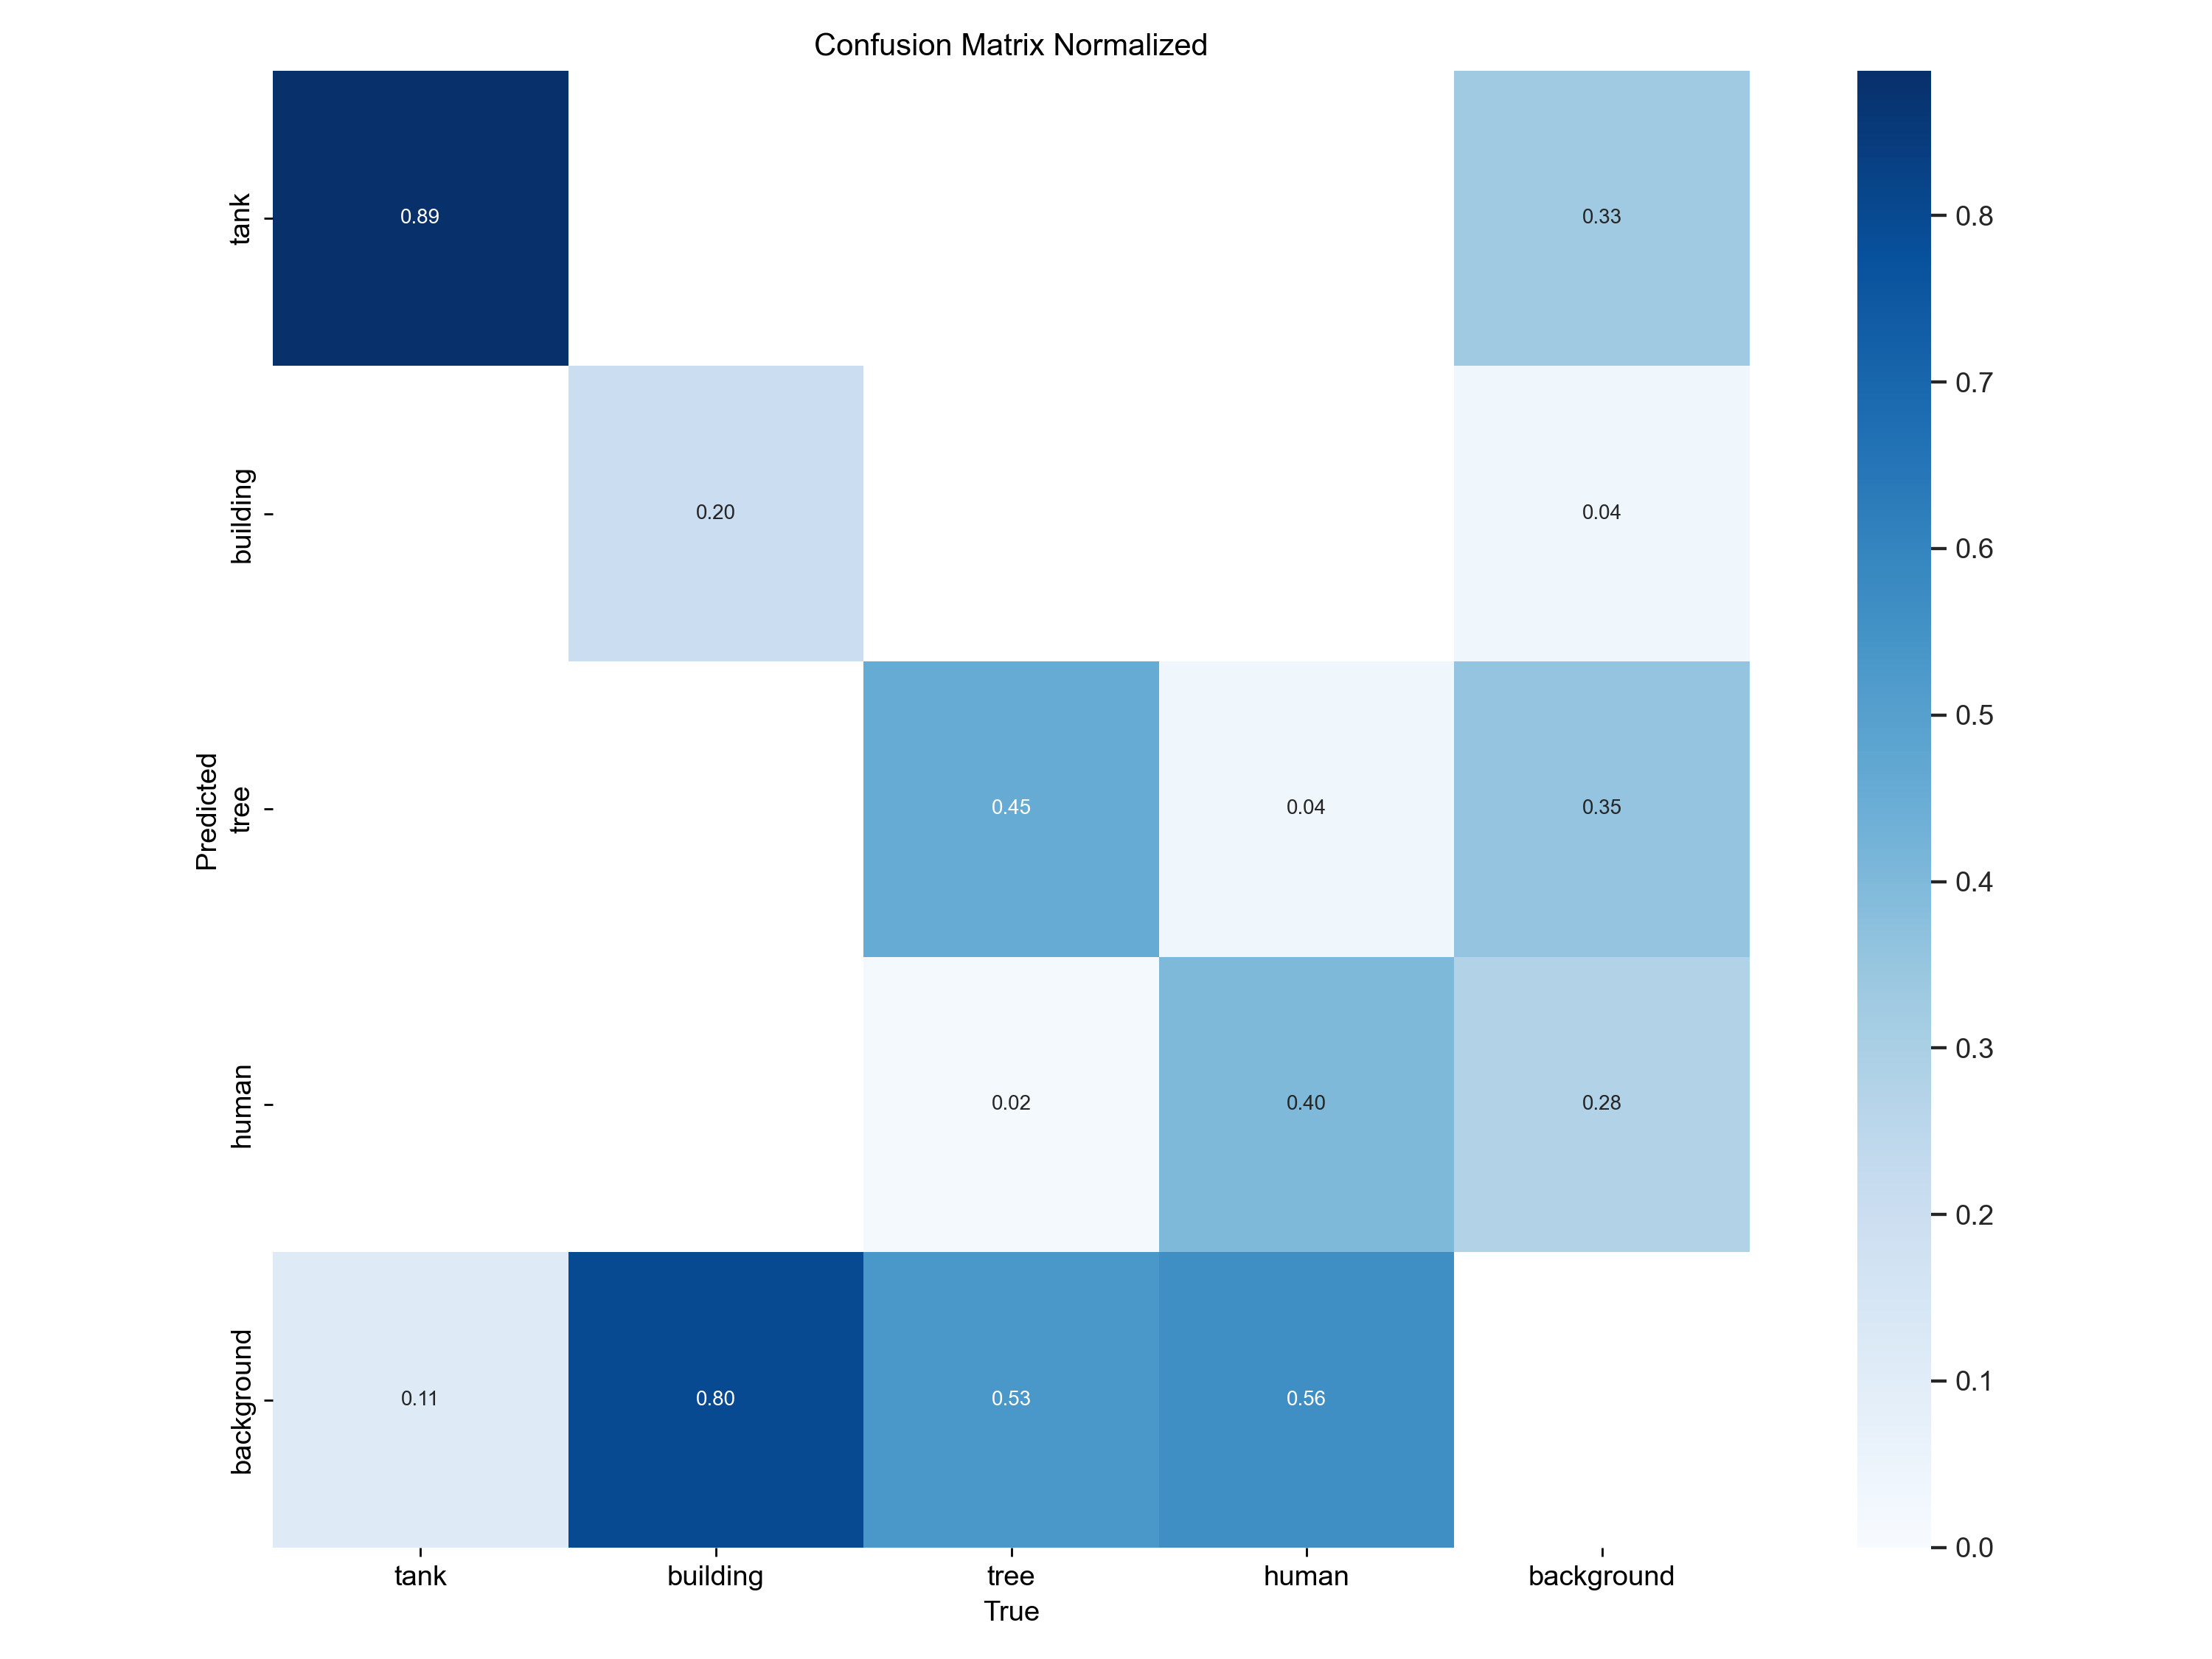 Confusion Matrix Normalized
tank
0.89
0.33
0.8
0.7
building
0.20
0.04
0.6
0.5
Predicted
tree
0.45
0.04
0.35
0.4
0.3
human
0.02
0.40
0.28
0.2
background
0.11
0.80
0.53
0.56
0.1
0.0
tank building tree human background
True